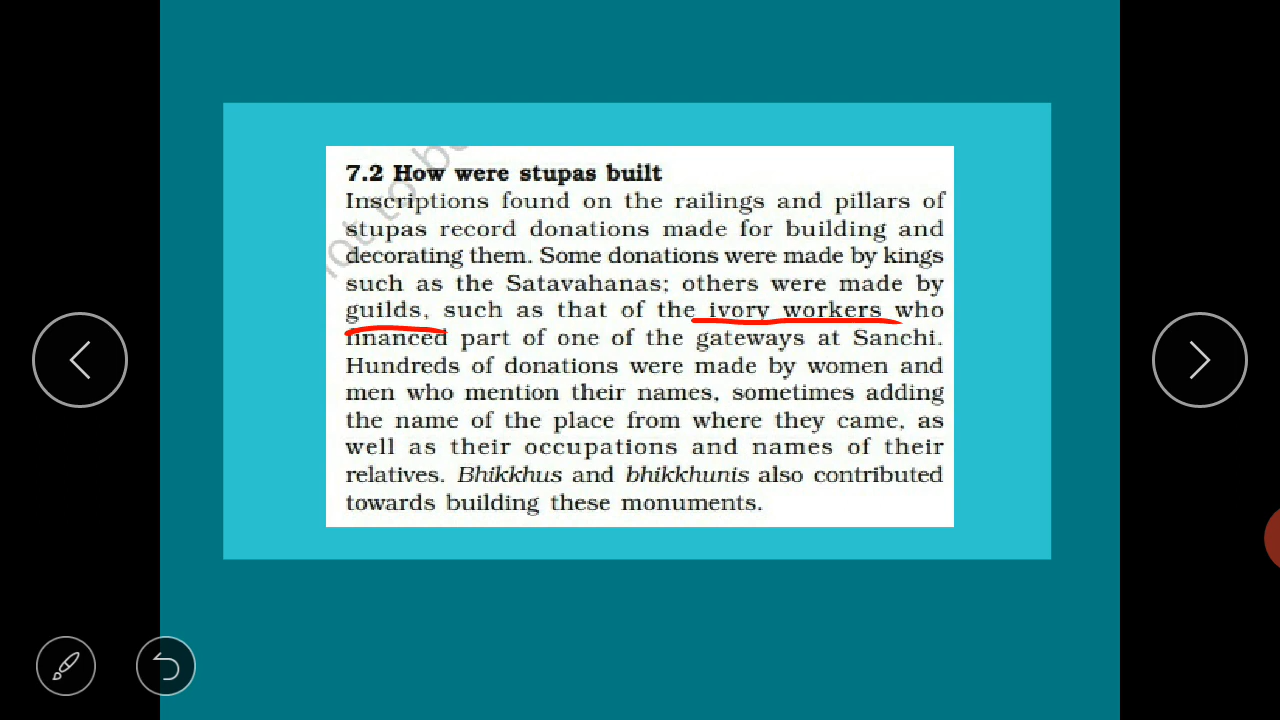 7.2 How were stupas built
Inscriptions found on the railings and pillars of
stupas record donations made for building and
decorating them. Some donations were made by kings
such as the Satavahanas; others were made by
guilds, such as that of the ivory workers who
financed part of one of the gateways at Sanchi.
Hundreds of donations were made by women and
men who mention their names, sometimes adding
the name of the place from where they came, as
well as their occupations and names of their
relatives. Bhikkhus and bhikkhunis also contributed
towards building these monuments.